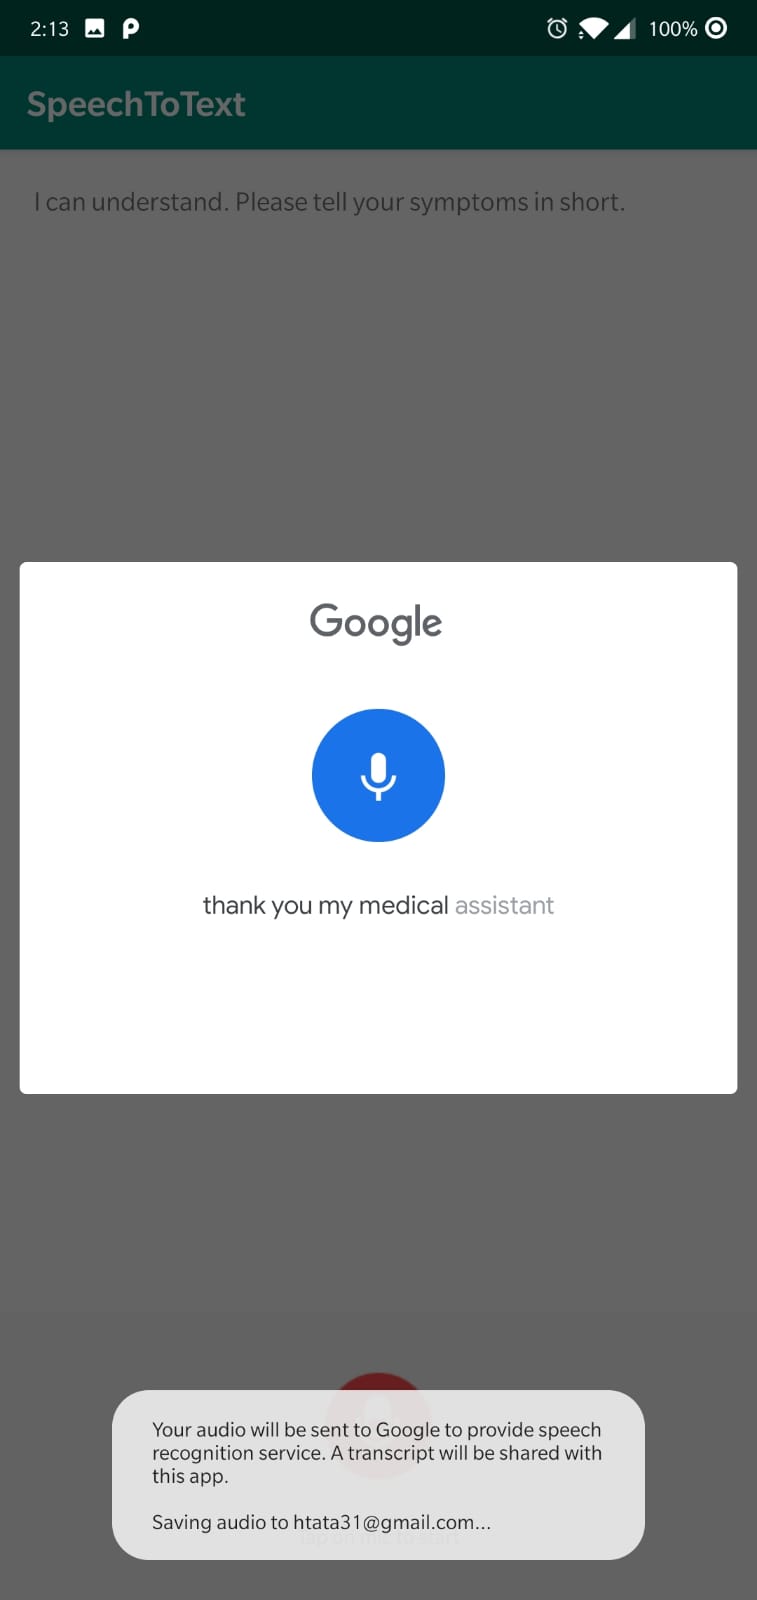 2:13 100%
SpeechToText
I can understand. Please tell your symptoms in short.
Google
thank you my medical assistant
Your audio will be sent to Google to provide speech
recognition service. A transcript will be shared with
this app.
Saving audio to htata31@gmail.com...